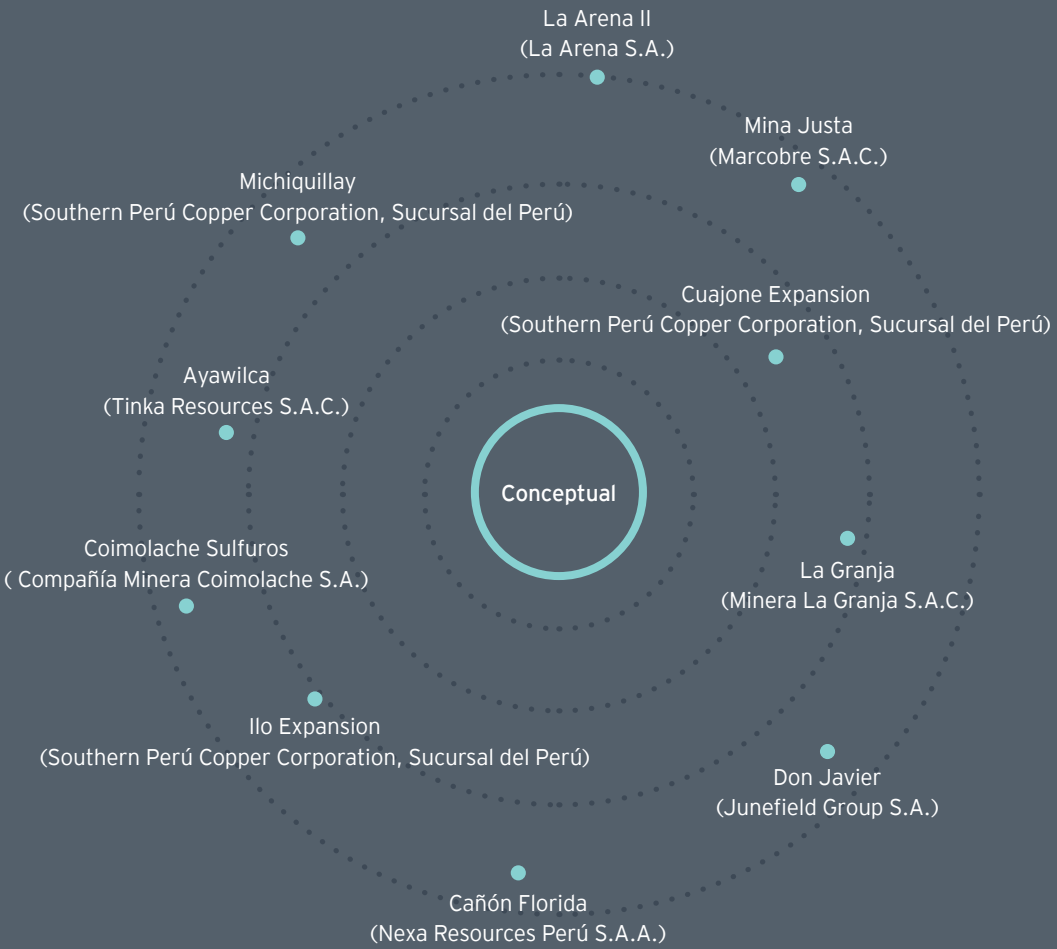 La Arena II
(La Arena S.A.)
Mina Justa
(Marcobre S.A.C.)
Michiquillay
(Southern Perú Copper Corporation, Sucursal del Perú)
Cuajone Expansion
(Southern Perú Copper Corporation, Sucursal del Perú)
Ayawilca
(Tinka Resources S.A.C.)
Conceptual
Coimolache Sulfuros
( Compañía Minera Coimolache S.A.)
La Granja
(Minera La Granja S.A.C.)
Ilo Expansion
(Southern Perú Copper Corporation, Sucursal del Perú)
Don Javier
(Junefield Group S.A.)
Cañón Florida
(Nexa Resources Perú S.A.A.)